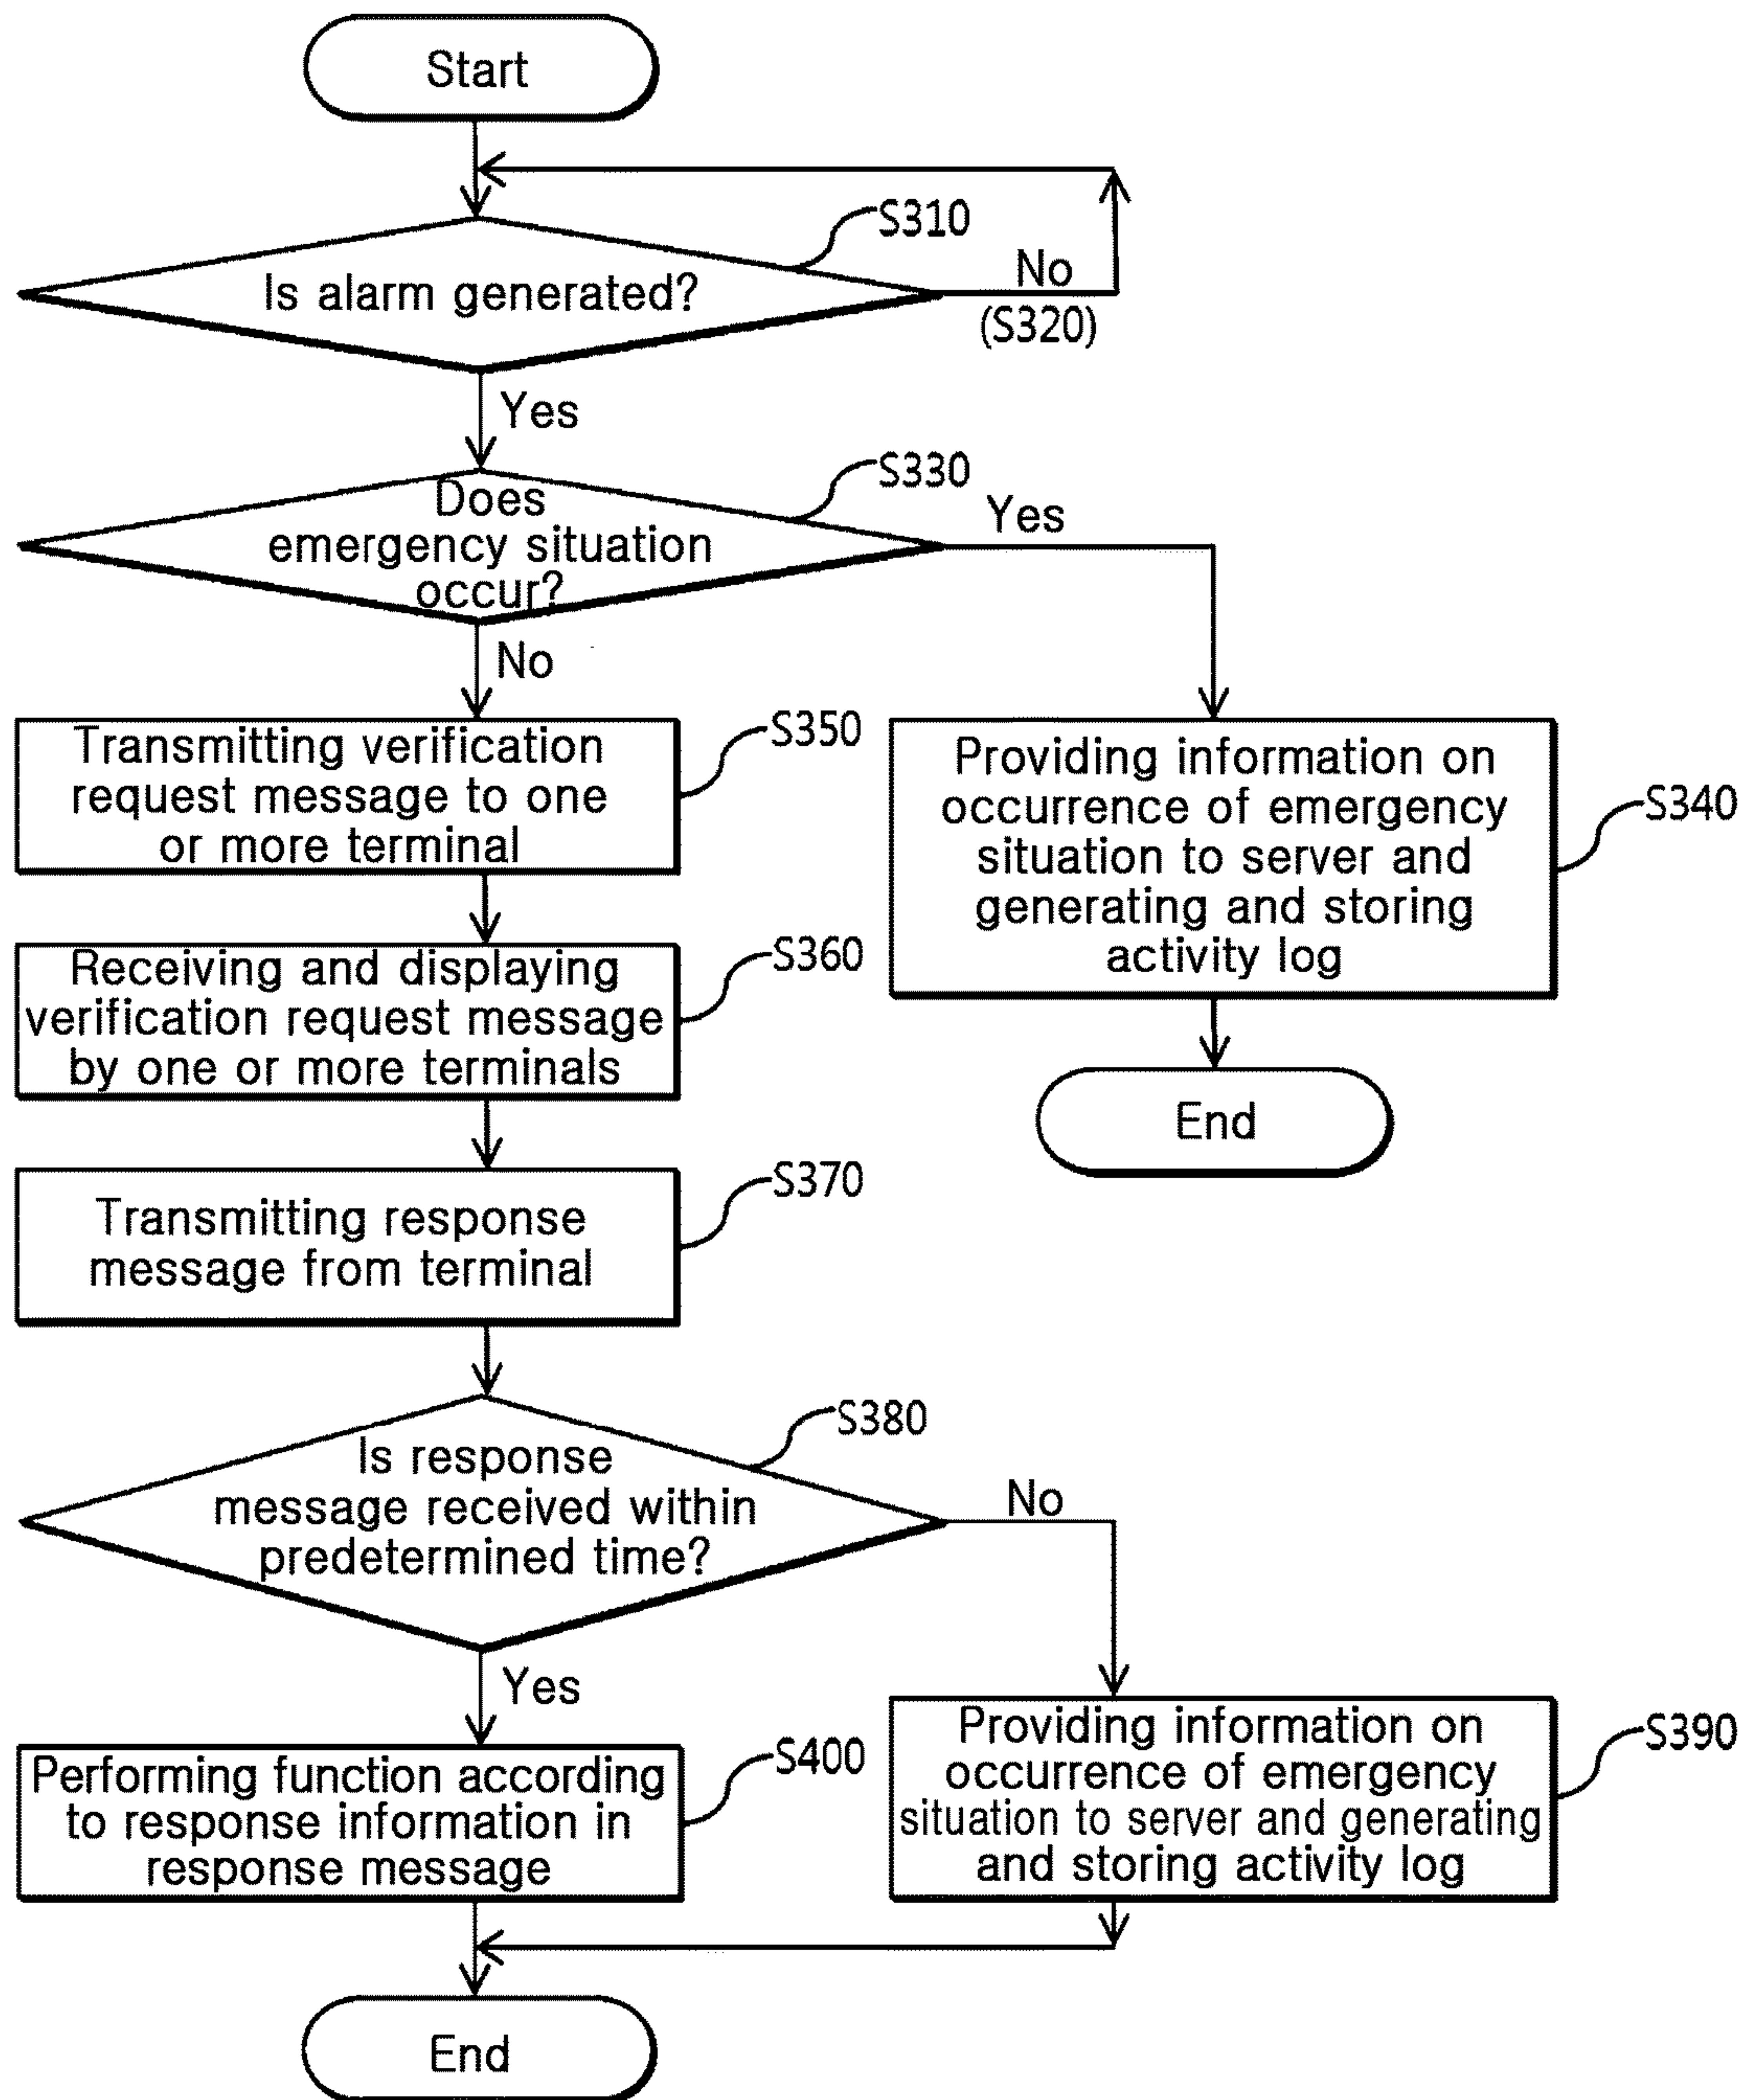 Start
S310
Is alarm generated?
No
(S320)
Yes
S330
Does
emergency situation
occur?
Yes
No
Transmitting verification
request message to one
or more terminal
S350
Providing information on
occurrence of emergency
situation to server and
generating and storing
activity log
S340
Receiving and displaying
verification request message
by one or more terminals
S360
End
Transmitting response
message from terminal
S370
Is response
message received within
predetermined time?
S380
No
Yes
Performing function according
to response information in
response message
S400
Providing information on
occurrence of emergency
situation to server and generating
and storing activity log
S390
End